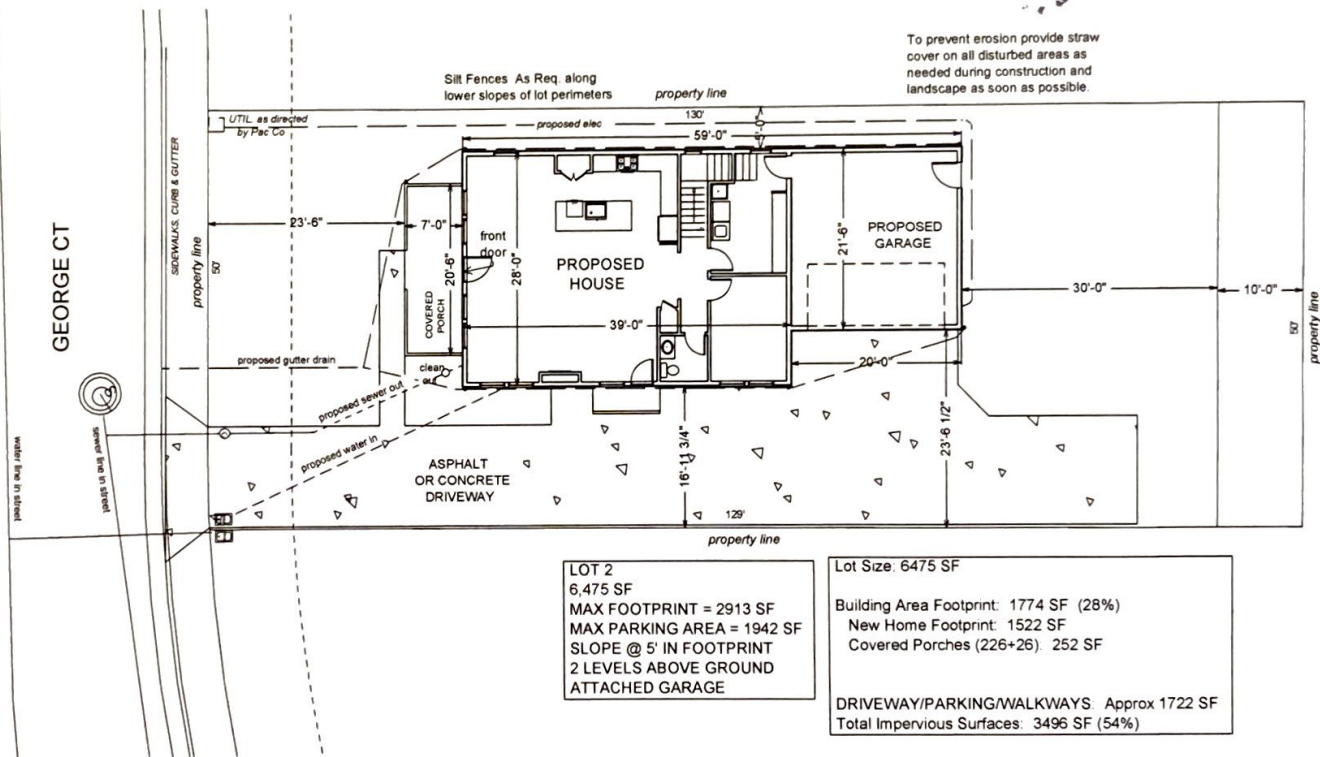 To prevent erosion provide straw
cover on all disturbed areas as
needed during construction and
landscape as soon as possible.
Silt Fences As Req. along
lower slopes of lot perimeters
property line
130'
UTIL. as directed
by Pac Co
proposed elec
59'-0"
SIDEWALKS, CURB & GUTTER
GEORGE CT
property line
50'
23'-6"
7'-0"
front
door
20'-6"
28'-0"
COVERED
PORCH
PROPOSED
HOUSE
39'-0"
21'-6"
PROPOSED
GARAGE
20'-0"
30'-0"
10'-0"
50'
property line
proposed gutter drain
clean
out
proposed sewer out
proposed water in
S
sewer line in street
water line in street
ASPHALT
OR CONCRETE
DRIVEWAY
16'-11 3/4"
23'-6 1/2"
129'
property line
LOT 2
6,475 SF
MAX FOOTPRINT = 2913 SF
MAX PARKING AREA = 1942 SF
SLOPE @ 5' IN FOOTPRINT
2 LEVELS ABOVE GROUND
ATTACHED GARAGE
Lot Size: 6475 SF
Building Area Footprint: 1774 SF (28%)
New Home Footprint: 1522 SF
Covered Porches (226+26). 252 SF
DRIVEWAY/PARKING/WALKWAYS: Approx 1722 SF
Total Impervious Surfaces: 3496 SF (54%)